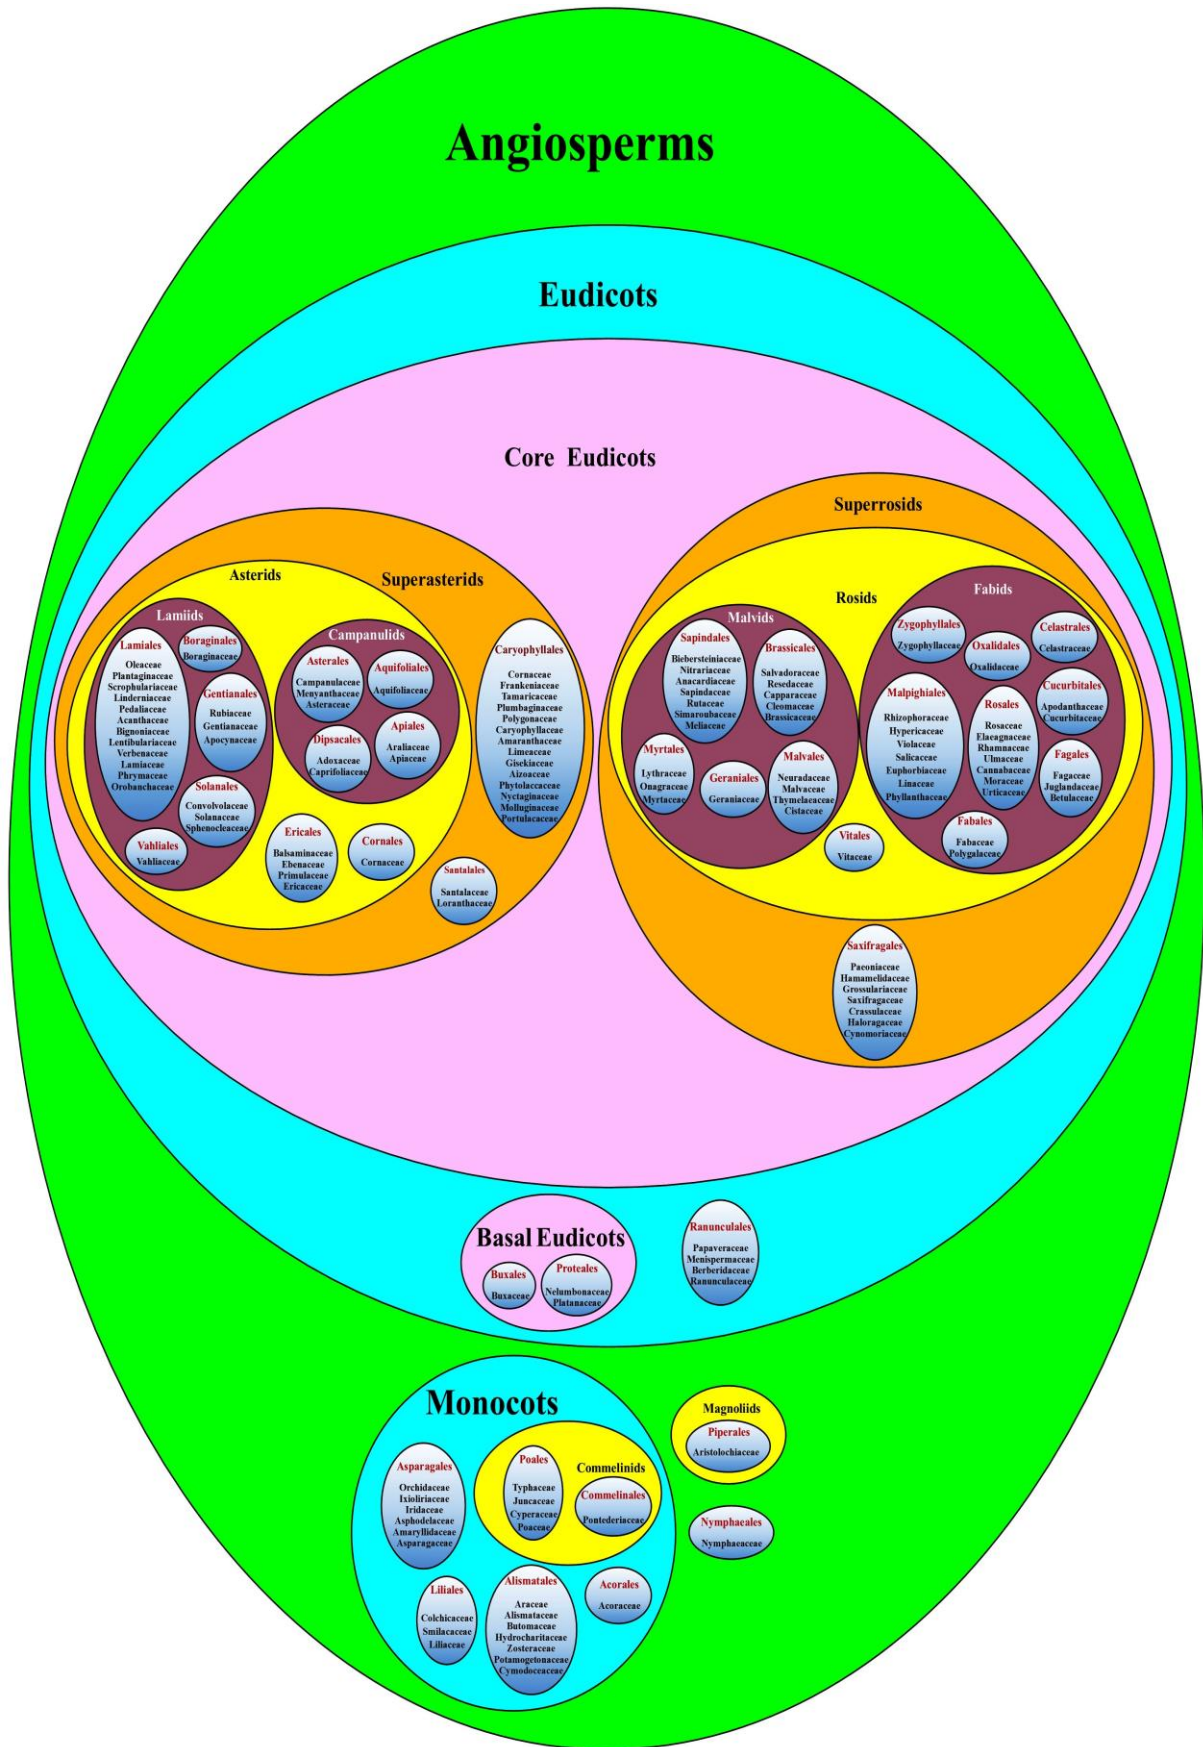 Angiosperms
Eudicots
Core Eudicots
Superasterids
Asterids
Lamiids
Lamiales
Oleaceae
Plantaginaceae
Scrophulariaceae
Linderniaceae
Pedaliaceae
Acanthaceae
Bignoniaceae
Lentibulariaceae
Verbenaceae
Lamiaceae
Phrymaceae
Orobanchaceae
Boraginales
Boraginaceae
Gentianales
Rubiaceae
Gentianaceae
Apocynaceae
Solanales
Convolvolaceae
Solanaceae
Sphenocleaceae
Vahliales
Vahliaceae
Campanulids
Asterales
Campanulaceae
Menyanthaceae
Asteraceae
Aquifoliales
Aquifoliaceae
Dipsacales
Adoxaceae
Caprifoliaceae
Apiales
Araliaceae
Apiaceae
Ericales
Balsaminaceae
Ebenaceae
Primulaceae
Ericaceae
Cornales
Cornaceae
Caryophyllales
Cornaceae
Frankeniaceae
Tamaricaceae
Plumbaginaceae
Polygonaceae
Caryophyllaceae
Amaranthaceae
Limeaceae
Gisekiaceae
Aizoaceae
Phytolaccaceae
Nyctaginaceae
Molluginaceae
Portulacaceae
Santalales
Santalaceae
Loranthaceae
Superrosids
Rosids
Malvids
Sapindales
Biebersteiniaceae
Nitrariaceae
Anacardiaceae
Sapindaceae
Rutaceae
Simaroubaceae
Meliaceae
Brassicales
Salvadoraceae
Resedaceae
Capparaceae
Cleomaceae
Brassicaceae
Myrtales
Lythraceae
Onagraceae
Myrtaceae
Geraniales
Geraniaceae
Malvales
Neuradaceae
Malvaceae
Thymelaeaceae
Cistaceae
Fabids
Zygophyllales
Zygophyllaceae
Oxalidales
Oxalidaceae
Celastrales
Celastraceae
Malpighiales
Rhizophoraceae
Hypericaceae
Violaceae
Salicaceae
Euphorbiaceae
Linaceae
Phyllanthaceae
Rosales
Rosaceae
Elaeagnaceae
Rhamnaceae
Ulmaceae
Cannabaceae
Moraceae
Urticaceae
Cucurbitales
Apodanthaceae
Cucurbitaceae
Fagales
Fagaceae
Juglandaceae
Betulaceae
Fabales
Fabaceae
Polygalaceae
Vitales
Vitaceae
Saxifragales
Paeoniaceae
Hamamelidaceae
Grossulariaceae
Saxifragaceae
Crassulaceae
Haloragaceae
Cynomoriaceae
Basal Eudicots
Buxales
Buxaceae
Proteales
Nelumbonaceae
Platanaceae
Ranunculales
Papaveraceae
Menispermaceae
Berberidaceae
Ranunculaceae
Monocots
Asparagales
Orchidaceae
Ixioliriaceae
Iridaceae
Asphodelaceae
Amaryllidaceae
Asparagaceae
Commelinids
Poales
Typhaceae
Juncaceae
Cyperaceae
Poaceae
Commelinales
Pontederiaceae
Liliales
Colchicaceae
Smilacaceae
Liliaceae
Alismatales
Araceae
Alismataceae
Butomaceae
Hydrocharitaceae
Zosteraceae
Potamogetonaceae
Cymodoceaceae
Acorales
Acoraceae
Magnoliids
Piperales
Aristolochiaceae
Nymphaeales
Nymphaeaceae